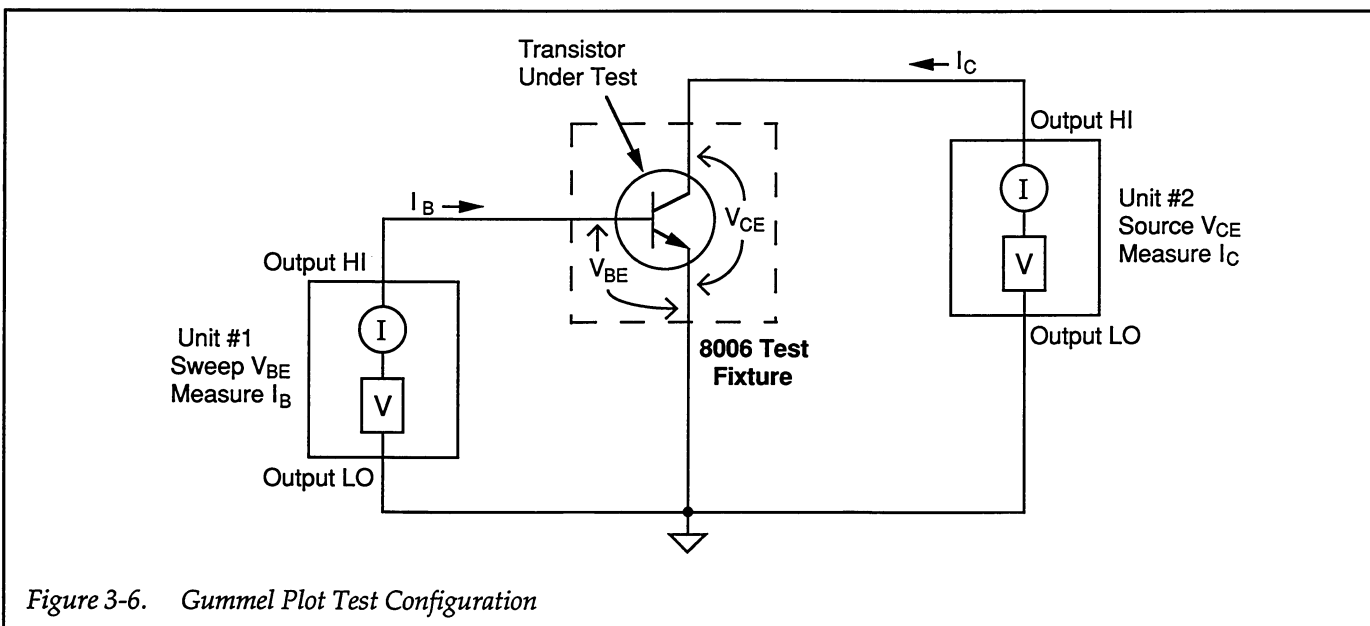 Transistor
Under Test
I_C
Output HI
I
V
Unit #2
Source V_CE
Measure I_C
Output LO
I_B
V_CE
V_BE
Output HI
I
V
Unit #1
Sweep V_BE
Measure I_B
Output LO
8006 Test
Fixture
Figure 3-6. Gummel Plot Test Configuration